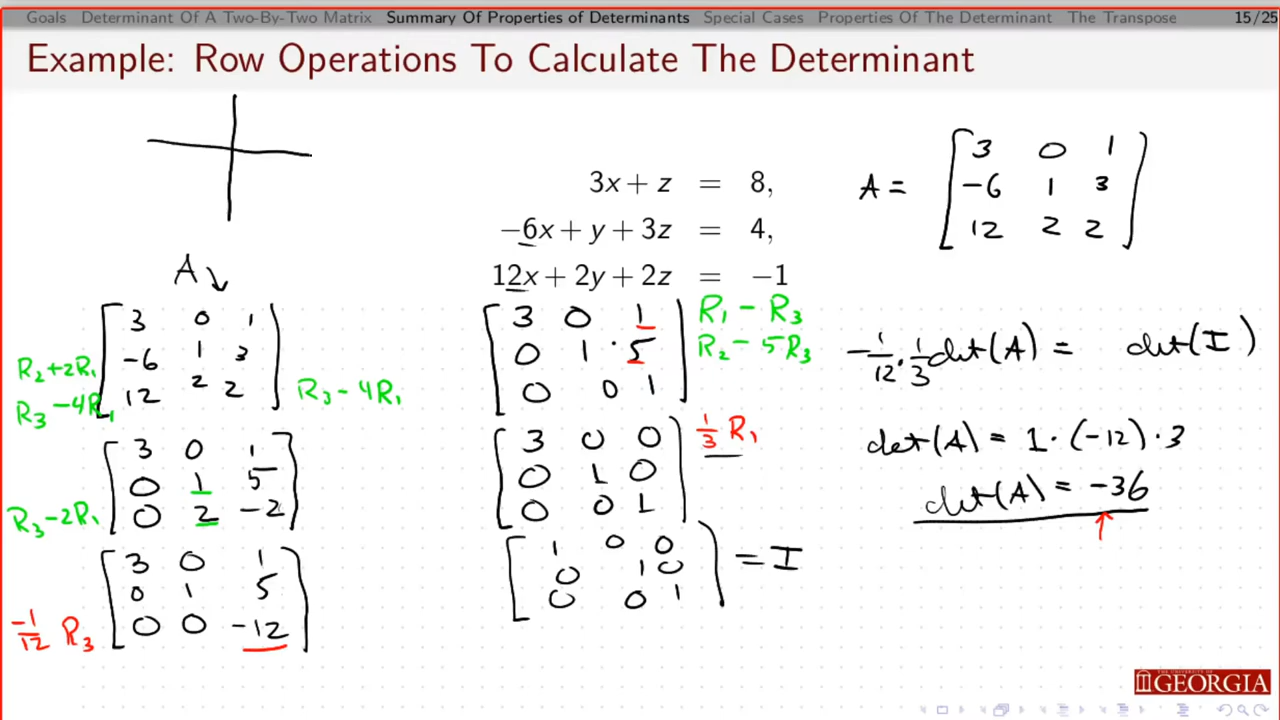 Goals Determinant Of A Two-By-Two Matrix Summary Of Properties of Determinants Special Cases Properties Of The Determinant The Transpose 15/25
Example: Row Operations To Calculate The Determinant
3x + z = 8,
−6x + y + 3z = 4,
12x + 2y + 2z = −1
A =
3 0 1
-6 1 3
12 2 2
A
3 0 1
-6 1 3
12 2 2
R2+2R1
R3-4R1
R3-4R1
3 0 1
0 1 5
0 2 -2
R3-2R1
3 0 1
0 1 5
0 0 -12
-1/12 R3
3 0 1
0 1 5
0 0 1
R1 - R3
R2 - 5R3
3 0 0
0 1 0
0 0 1
1/3 R1
1 0 0
0 1 0
0 0 1
= I
-1/12 · 1/3 det(A) = det(I)
det(A) = 1·(-12)·3
det(A) = -36
GEORGIA